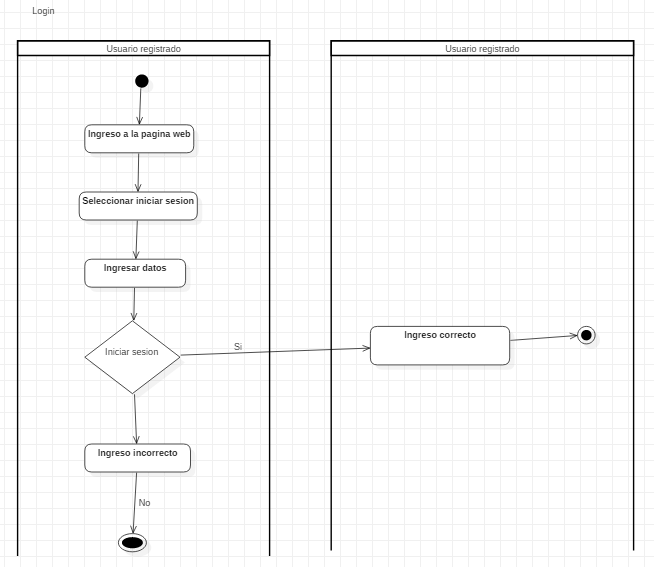 Login
Usuario registrado
Usuario registrado
Ingreso a la pagina web
Seleccionar iniciar sesion
Ingresar datos
Ingreso correcto
Si
Iniciar sesion
Ingreso incorrecto
No